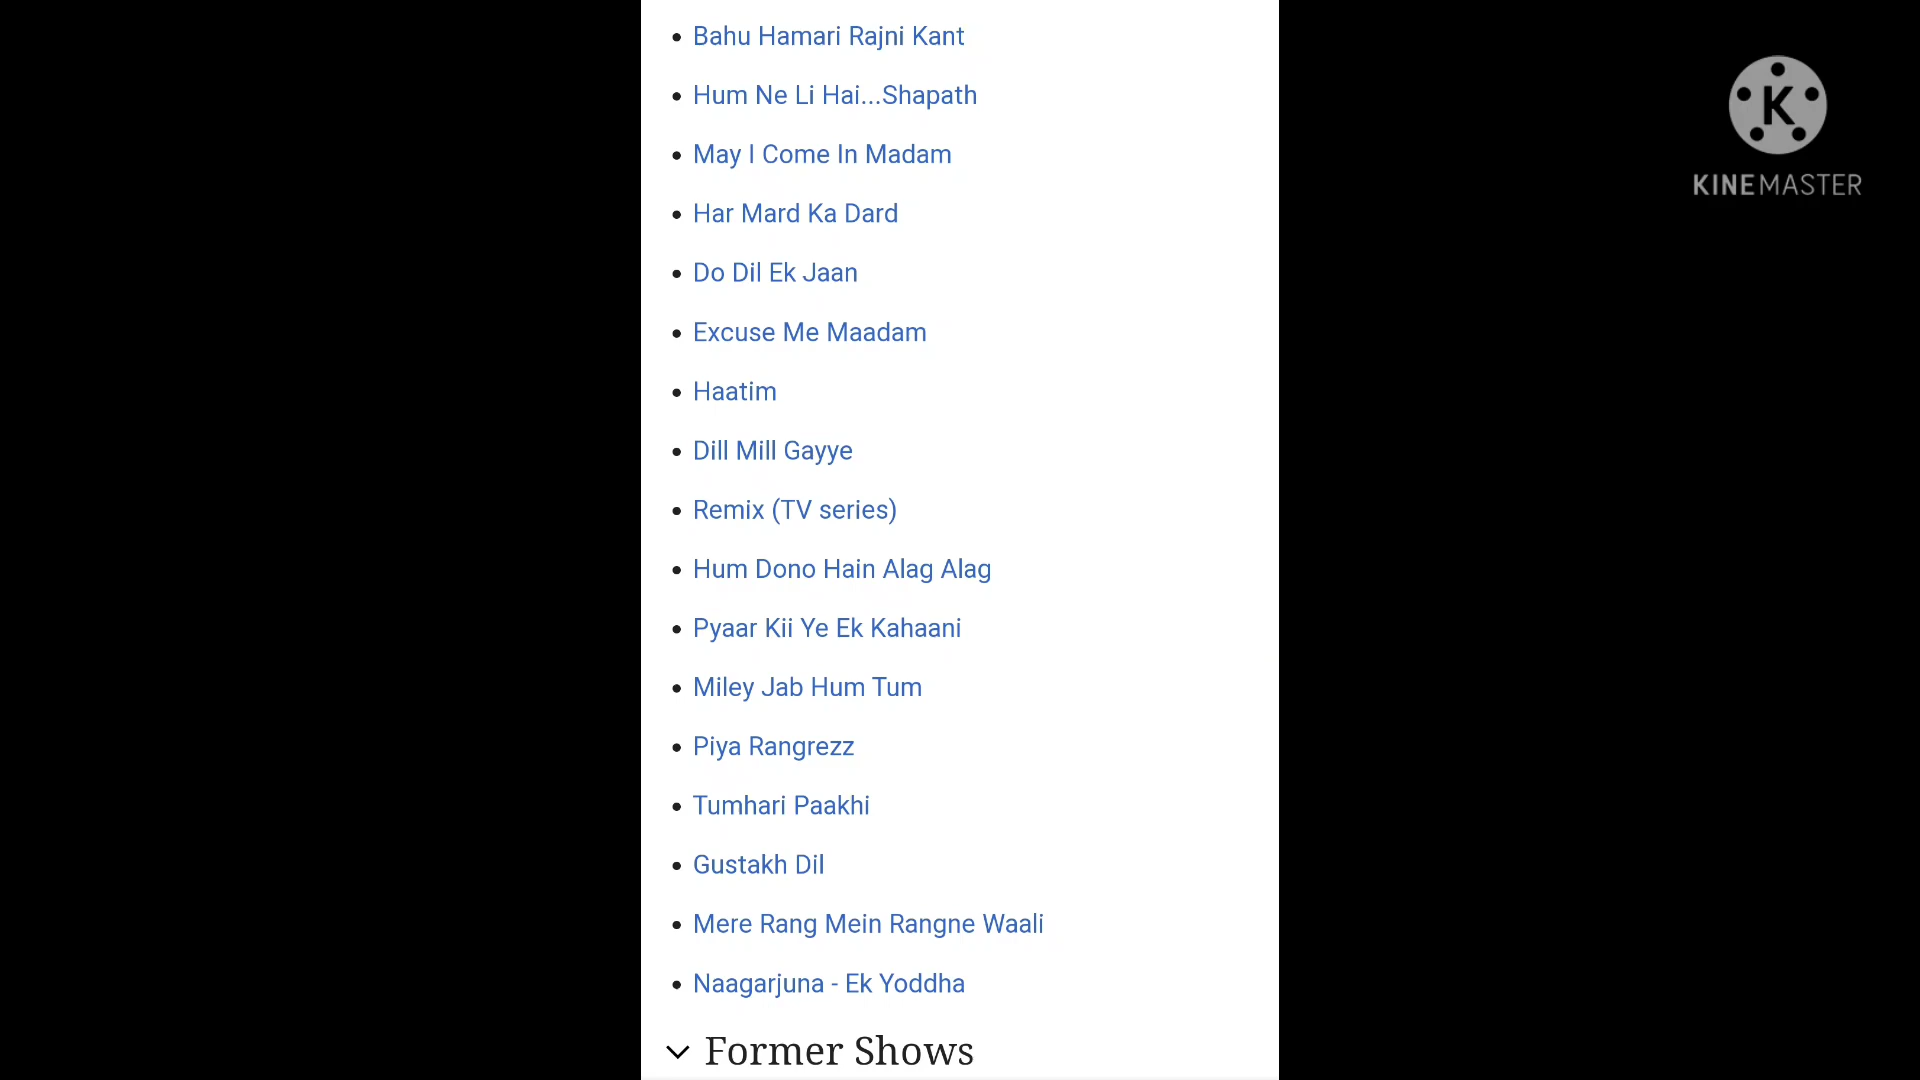 Bahu Hamari Rajni Kant
Hum Ne Li Hai...Shapath
May I Come In Madam
Har Mard Ka Dard
Do Dil Ek Jaan
Excuse Me Maadam
Haatim
Dill Mill Gayye
Remix (TV series)
Hum Dono Hain Alag Alag
Pyaar Kii Ye Ek Kahaani
Miley Jab Hum Tum
Piya Rangrezz
Tumhari Paakhi
Gustakh Dil
Mere Rang Mein Rangne Waali
Naagarjuna - Ek Yoddha
Former Shows
K
KINEMASTER